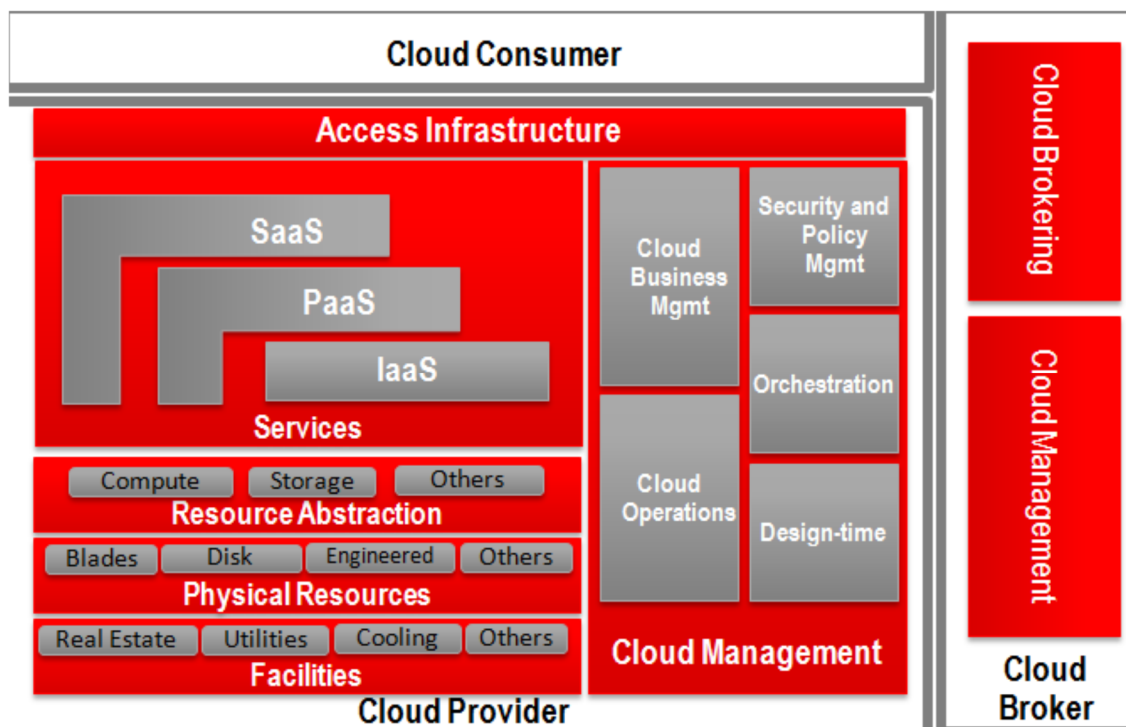 Cloud Consumer
Access Infrastructure
SaaS
PaaS
IaaS
Services
Compute
Storage
Others
Resource Abstraction
Blades
Disk
Engineered
Others
Physical Resources
Real Estate
Utilities
Cooling
Others
Facilities
Cloud
Business
Mgmt
Security and
Policy
Mgmt
Orchestration
Cloud
Operations
Design-time
Cloud Management
Cloud Provider
Cloud Brokering
Cloud Management
Cloud
Broker